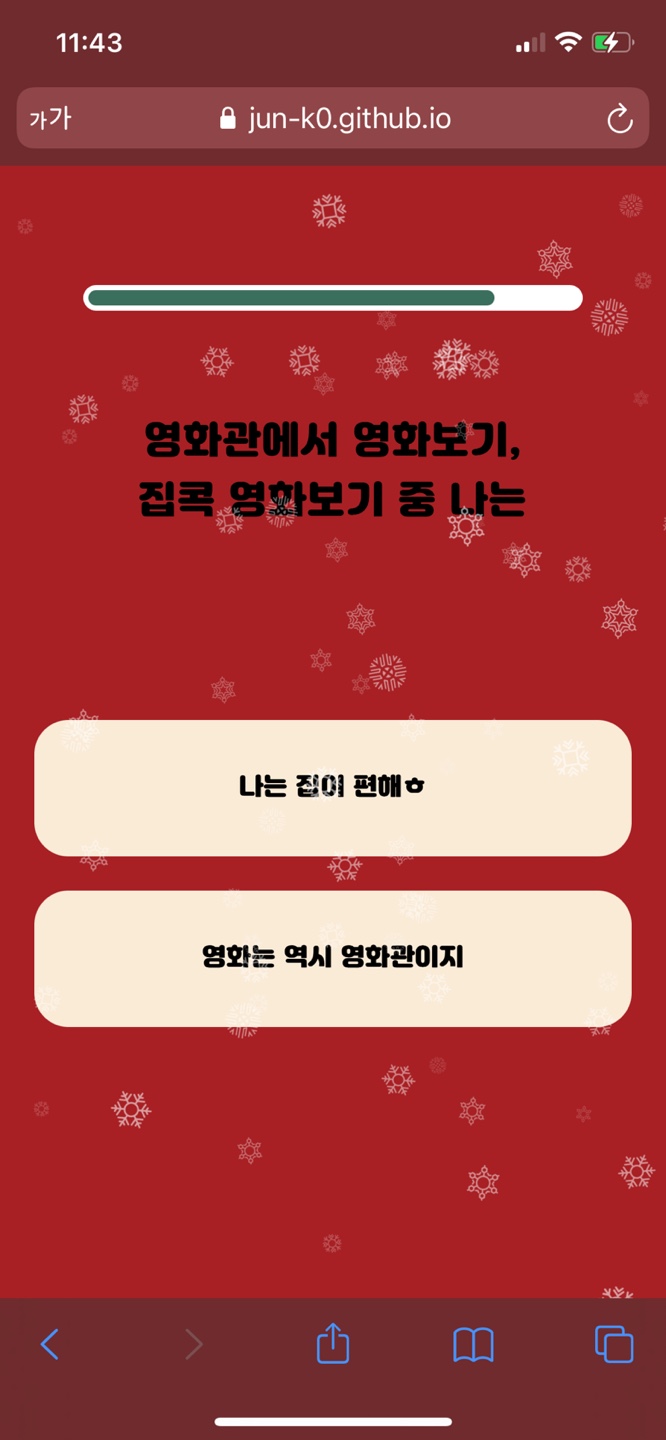 11:43
가가 jun-k0.github.io
영화관에서 영화보기,
집콕 영화보기 중 나는
나는 집이 편해ㅎ
영화는 역시 영화관이지